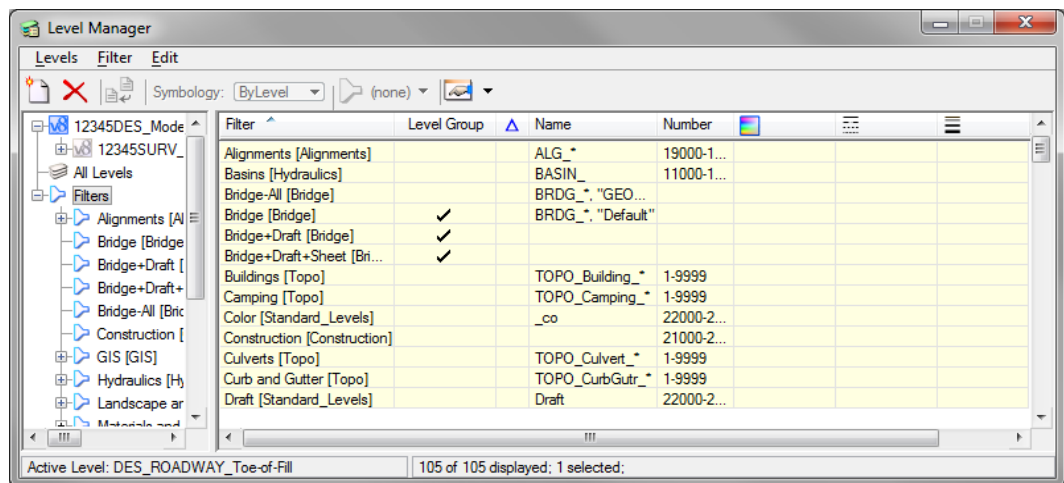 Level Manager
Levels Filter Edit
Symbology: ByLevel (none)
12345DES_Mode
12345SURV_
All Levels
Filters
Alignments [Al
Bridge [Bridge
Bridge+Draft [
Bridge+Draft+
Bridge-All [Bric
Construction [
GIS [GIS]
Hydraulics [Hy
Landscape ar
Materials and
Filter Level Group Name Number
Alignments [Alignments] ALG_* 19000-1...
Basins [Hydraulics] BASIN_ 11000-1...
Bridge-All [Bridge] BRDG_*, "GEO...
Bridge [Bridge] ✓ BRDG_*, "Default"
Bridge+Draft [Bridge] ✓
Bridge+Draft+Sheet [Bri... ✓
Buildings [Topo] TOPO_Building_* 1-9999
Camping [Topo] TOPO_Camping_* 1-9999
Color [Standard_Levels] _co 22000-2...
Construction [Construction] 21000-2...
Culverts [Topo] TOPO_Culvert_* 1-9999
Curb and Gutter [Topo] TOPO_CurbGutr_* 1-9999
Draft [Standard_Levels] Draft 22000-2...
Active Level: DES_ROADWAY_Toe-of-Fill 105 of 105 displayed; 1 selected;